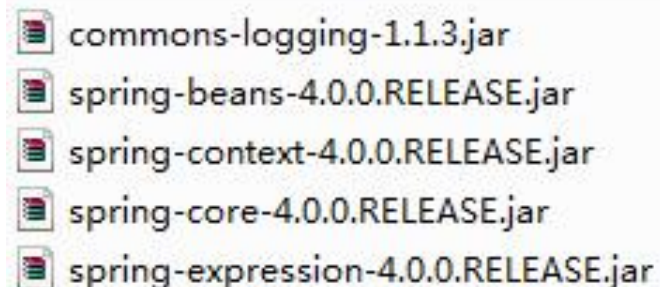 commons-logging-1.1.3.jar
spring-beans-4.0.0.RELEASE.jar
spring-context-4.0.0.RELEASE.jar
spring-core-4.0.0.RELEASE.jar
spring-expression-4.0.0.RELEASE.jar